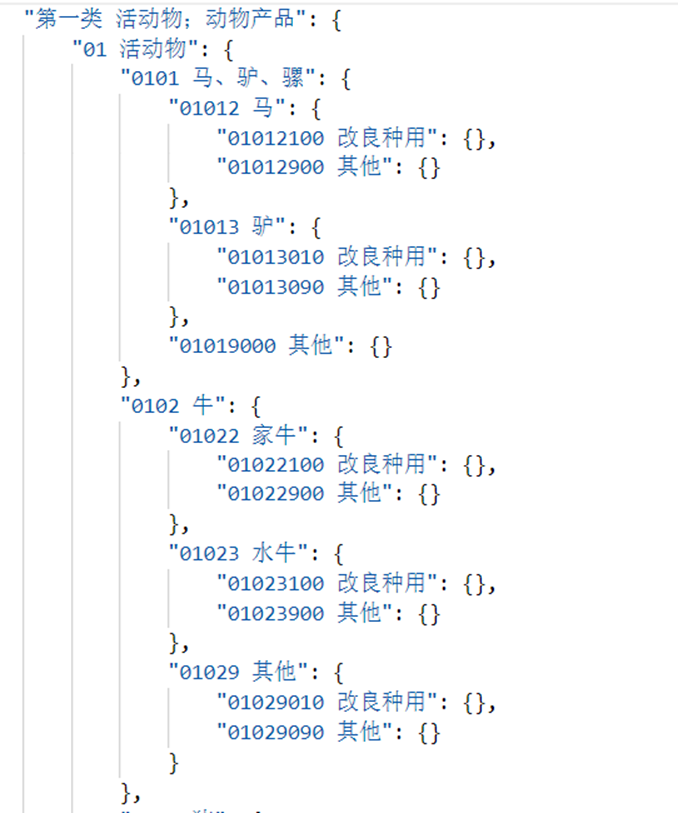 "第一类 活动物；动物产品": {
"01 活动物": {
"0101 马、驴、骡": {
"01012 马": {
"01012100 改良种用": {},
"01012900 其他": {}
},
"01013 驴": {
"01013010 改良种用": {},
"01013090 其他": {}
},
"01019000 其他": {}
},
"0102 牛": {
"01022 家牛": {
"01022100 改良种用": {},
"01022900 其他": {}
},
"01023 水牛": {
"01023100 改良种用": {},
"01023900 其他": {}
},
"01029 其他": {
"01029010 改良种用": {},
"01029090 其他": {}
}
},